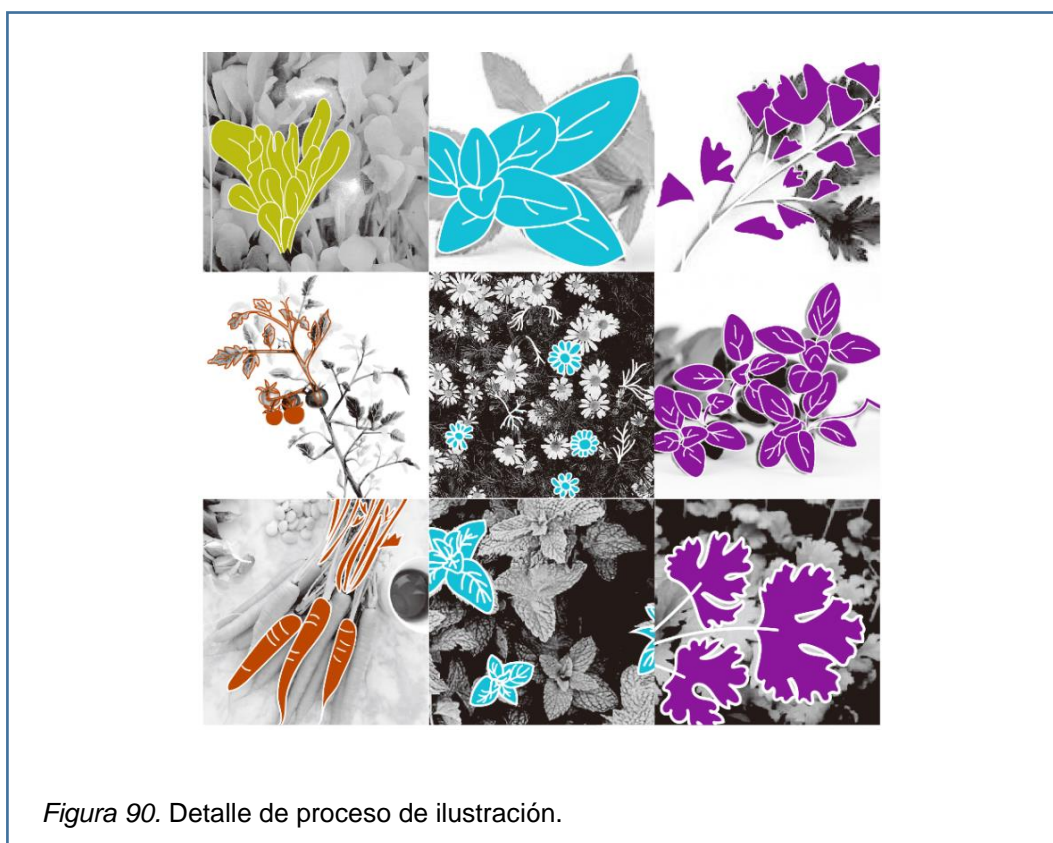 Figura 90. Detalle de proceso de ilustración.